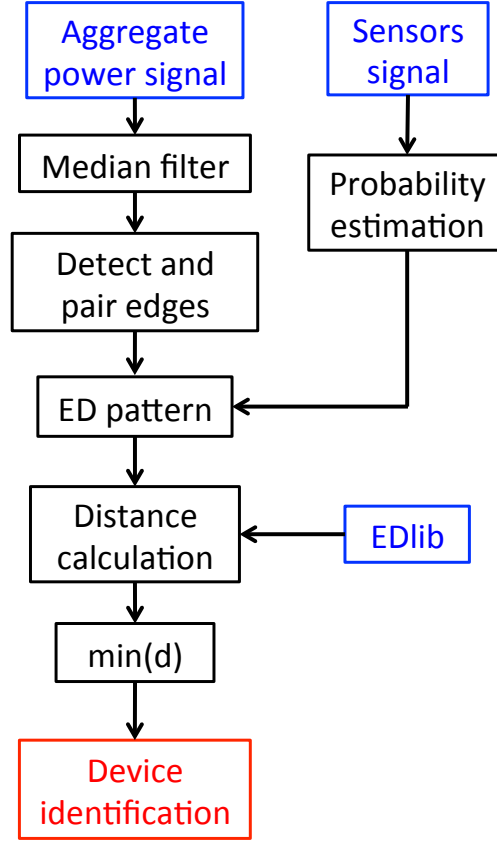 Aggregate
power signal
Sensors
signal
Median filter
Probability
estimation
Detect and
pair edges
ED pattern
Distance
calculation
EDlib
min(d)
Device
identification